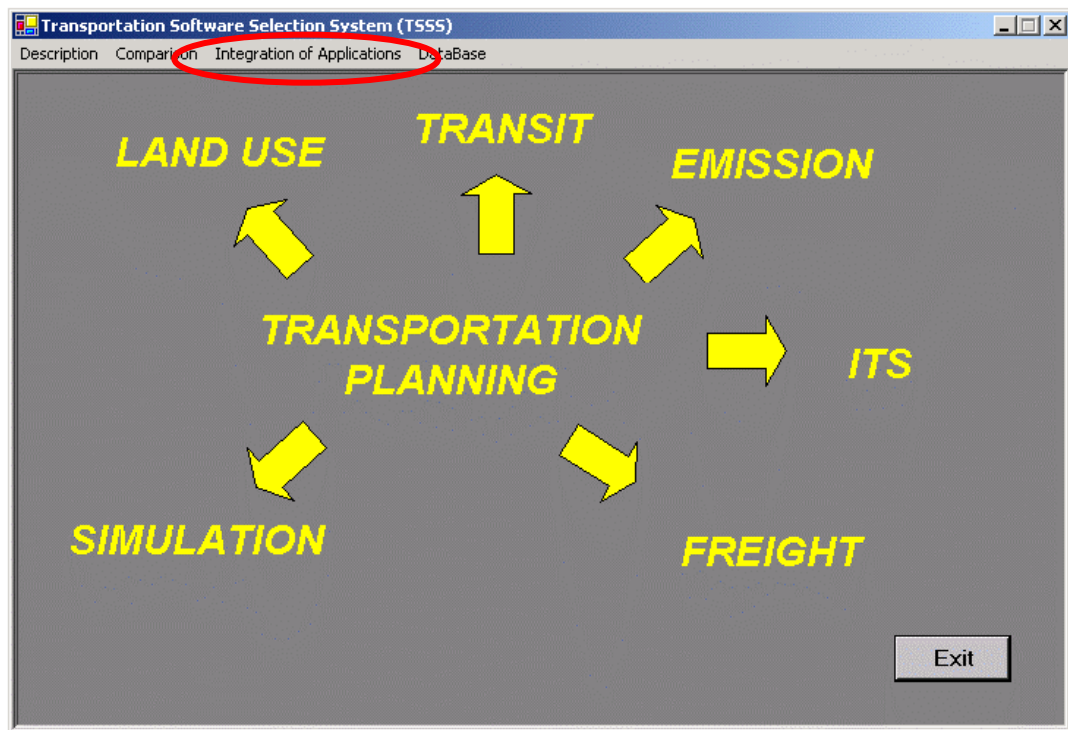 Transportation Software Selection System (TSSS)
Description Comparison Integration of Applications DataBase
TRANSIT
LAND USE
EMISSION
TRANSPORTATION
PLANNING
ITS
SIMULATION
FREIGHT
Exit